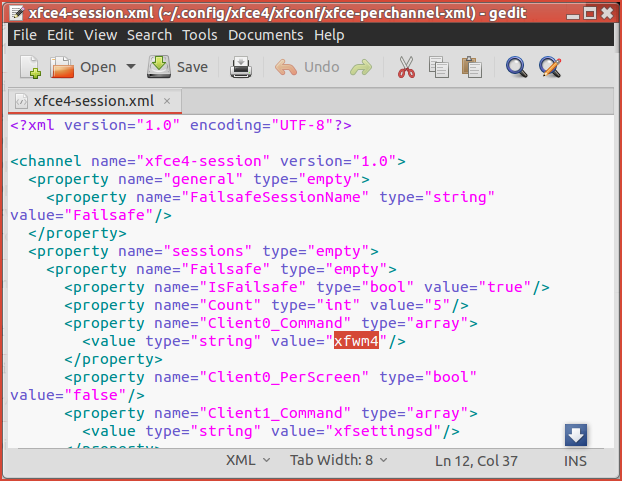 xfce4-session.xml (~/.config/xfce4/xfconf/xfce-perchannel-xml) - gedit
File Edit View Search Tools Documents Help
Open Save Undo
xfce4-session.xml ×
<?xml version="1.0" encoding="UTF-8"?>
<channel name="xfce4-session" version="1.0">
<property name="general" type="empty">
<property name="FailsafeSessionName" type="string"
value="Failsafe"/>
</property>
<property name="sessions" type="empty">
<property name="Failsafe" type="empty">
<property name="IsFailsafe" type="bool" value="true"/>
<property name="Count" type="int" value="5"/>
<property name="Client0_Command" type="array">
<value type="string" value="xfwm4"/>
</property>
<property name="Client0_PerScreen" type="bool"
value="false"/>
<property name="Client1_Command" type="array">
<value type="string" value="xfsettingsd"/>
</property>
XML Tab Width: 8 Ln 12, Col 37 INS